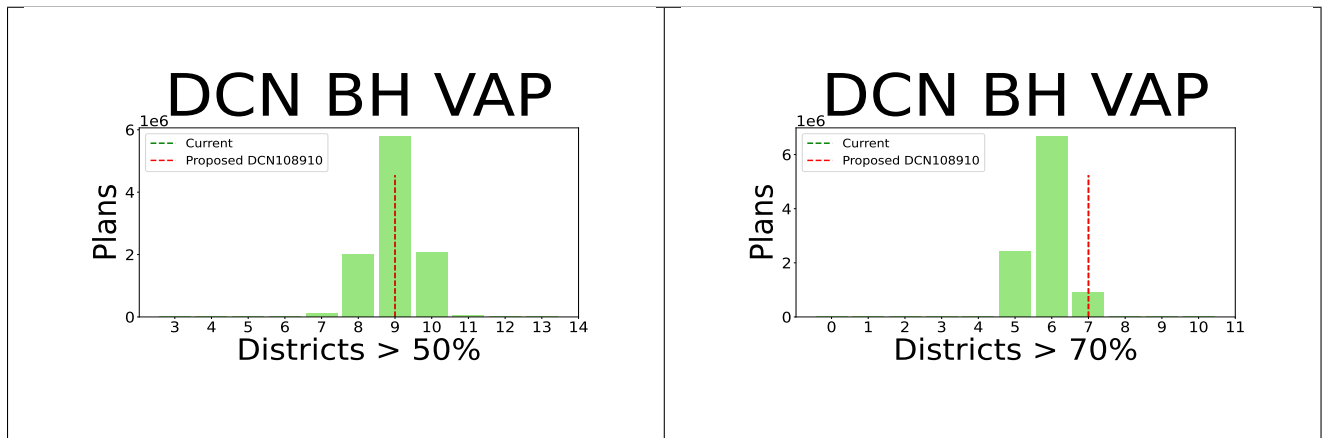 DCN BH VAP
1e6
Current
Proposed DCN108910
6
4
2
0
Plans
3 4 5 6 7 8 9 10 11 12 13 14
Districts > 50%
DCN BH VAP
1e6
Current
Proposed DCN108910
6
4
2
0
Plans
0 1 2 3 4 5 6 7 8 9 10 11
Districts > 70%